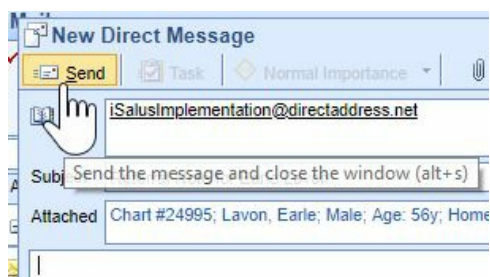 New Direct Message
Send Task Normal Importance
iSalusImplementation@directaddress.net
Send the message and close the window (alt+s)
Attached Chart #24995; Lavon, Earle; Male; Age: 56y; Home